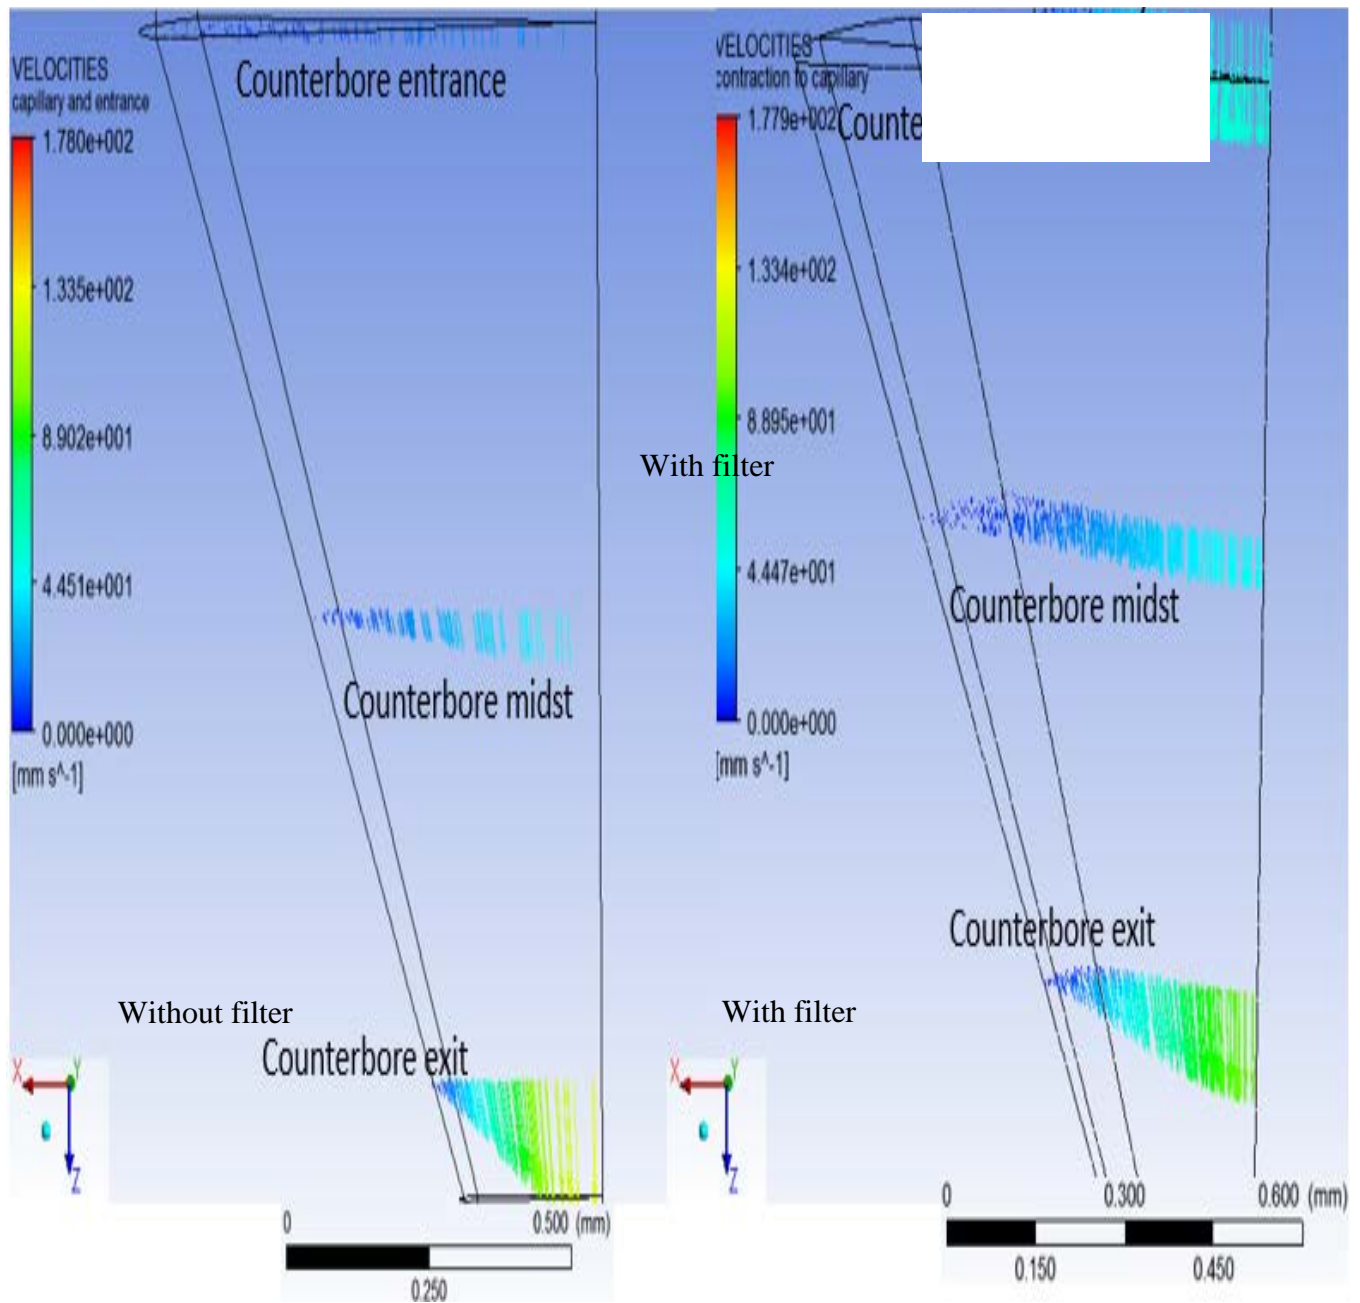 VELOCITIES
capillary and entrance
1.780e+002
1.335e+002
8.902e+001
4.451e+001
0.000e+000
[mm s^-1]
Counterbore entrance
Counterbore midst
Without filter
Counterbore exit
X
Y
Z
0
0.500 (mm)
0.250
With filter
VELOCITIES
contraction to capillary
1.779e+002
1.334e+002
8.895e+001
4.447e+001
0.000e+000
[mm s^-1]
Counte
Counterbore midst
Counterbore exit
With filter
X
Y
Z
0
0.300
0.600 (mm)
0.150
0.450